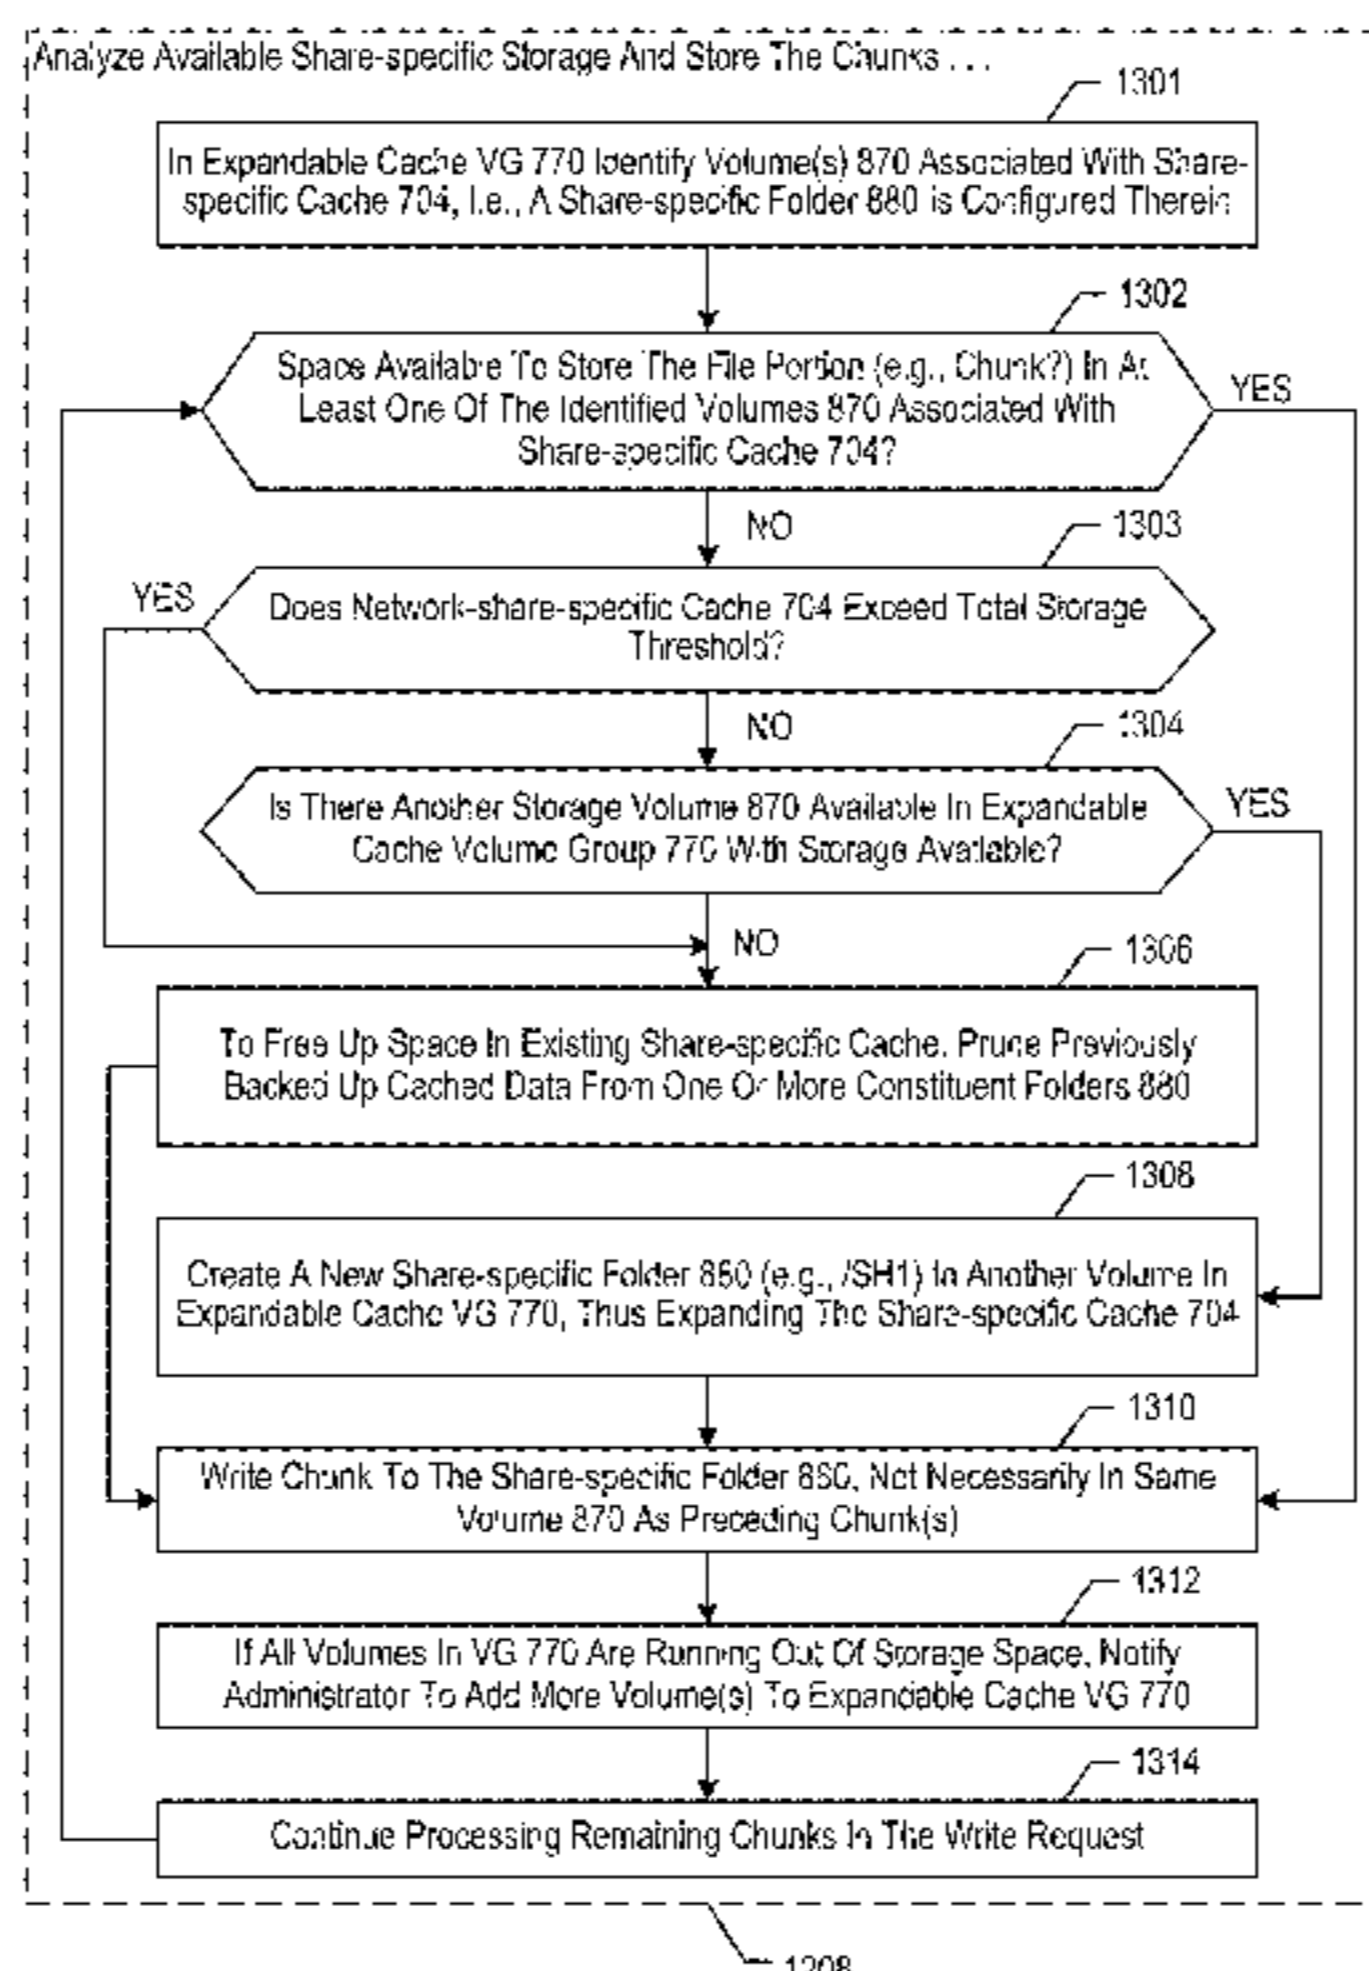 Analyze Available Share-specific Storage And Store The Chunks . . .
1301
In Expandable Cache VG 770 Identify Volume(s) 870 Associated With Share-
specific Cache 704, I.e., A Share-specific Folder 880 is Configured Therein
1302
Space Available To Store The File Portion (e.g., Chunk?) In At
Least One Of The Identified Volumes 870 Associated With
Share-specific Cache 704?
YES
NO
1303
YES
Does Network-share-specific Cache 704 Exceed Total Storage
Threshold?
NO
1304
Is There Another Storage Volume 870 Available In Expandable
Cache Volume Group 770 With Storage Available?
YES
NO
1306
To Free Up Space In Existing Share-specific Cache, Prune Previously
Backed Up Cached Data From One Or More Constituent Folders 880
1308
Create A New Share-specific Folder 880 (e.g., /SH1) In Another Volume In
Expandable Cache VG 770, Thus Expanding The Share-specific Cache 704
1310
Write Chunk To The Share-specific Folder 880, Not Necessarily In Same
Volume 870 As Preceding Chunk(s)
1312
If All Volumes In VG 770 Are Running Out Of Storage Space, Notify
Administrator To Add More Volume(s) To Expandable Cache VG 770
1314
Continue Processing Remaining Chunks In The Write Request
1208